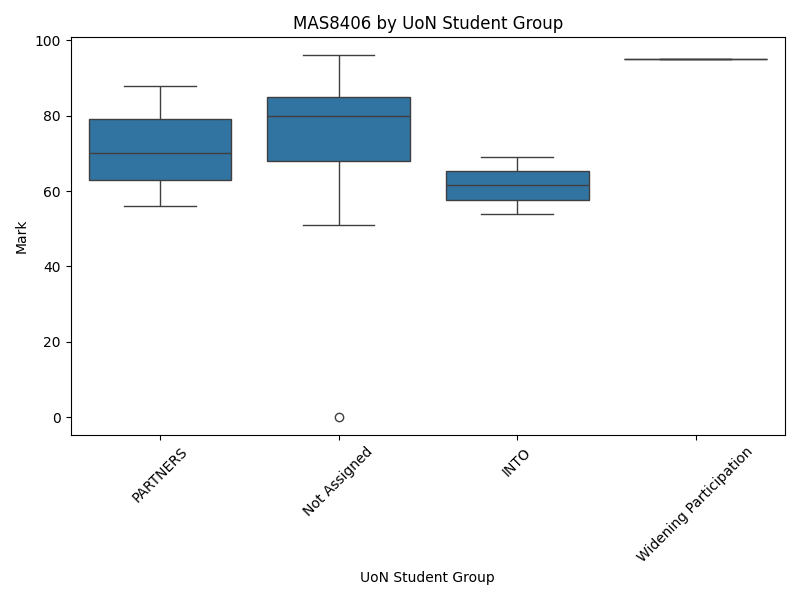 MAS8406 by UoN Student Group
100
80
60
40
20
0
Mark
PARTNERS
Not Assigned
INTO
Widening Participation
UoN Student Group